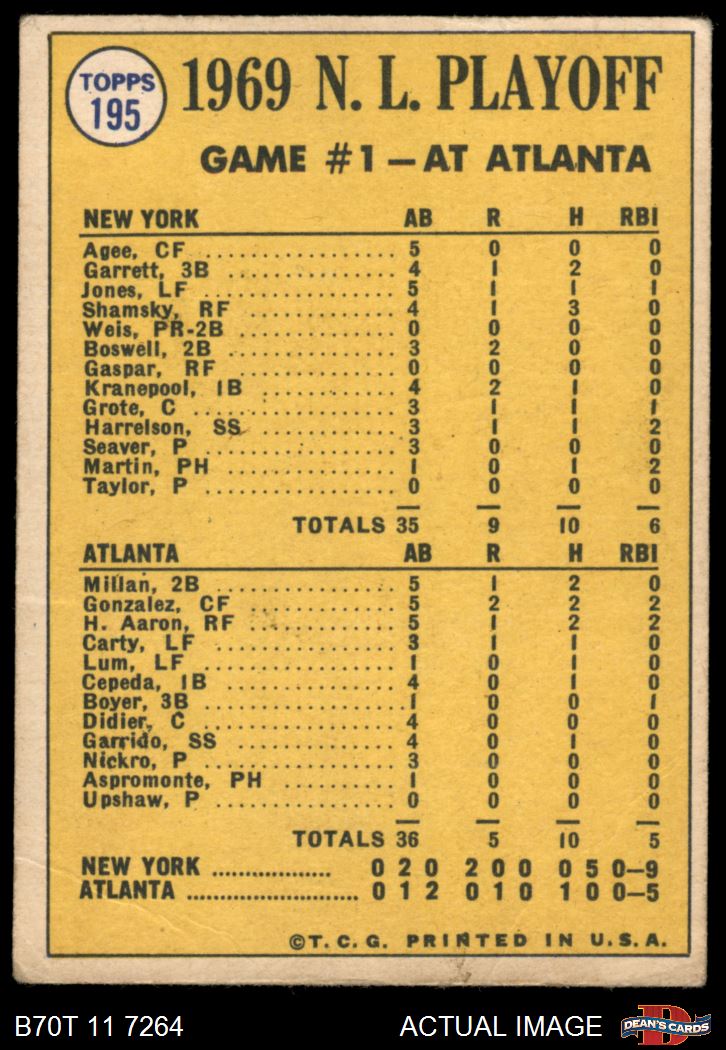 TOPPS
195
1969 N. L. PLAYOFF
GAME #1 – AT ATLANTA
NEW YORK AB R H RBI
Agee, CF .................. 5 0 0 0
Garrett, 3B ............... 4 1 2 0
Jones, LF ................. 5 1 1 1
Shamsky, RF ............... 4 1 3 0
Weis, PR-2B ............... 0 0 0 0
Boswell, 2B ............... 3 2 0 0
Gaspar, RF ................ 0 0 0 0
Kranepool, 1B ............. 4 2 1 0
Grote, C .................. 3 1 1 1
Harrelson, SS ............. 3 1 1 2
Seaver, P ................. 3 0 0 0
Martin, PH ................ 1 0 1 2
Taylor, P ................. 0 0 0 0
TOTALS 35 9 10 6
ATLANTA AB R H RBI
Millan, 2B ................ 5 1 2 0
Gonzalez, CF .............. 5 2 2 2
H. Aaron, RF .............. 5 1 2 2
Carty, LF ................. 3 1 1 0
Lum, LF ................... 1 0 1 0
Cepeda, 1B ................ 4 0 1 0
Boyer, 3B ................. 1 0 0 1
Didier, C ................. 4 0 0 0
Garrido, SS ............... 4 0 1 0
Nickro, P ................. 3 0 0 0
Aspromonte, PH ............ 1 0 0 0
Upshaw, P ................. 0 0 0 0
TOTALS 36 5 10 5
NEW YORK .................. 0 2 0 2 0 0 0 5 0–9
ATLANTA ................... 0 1 2 0 1 0 1 0 0–5
©T. C. G. PRINTED IN U. S. A.
B70T 11 7264 ACTUAL IMAGE
D
DEAN'S CARDS